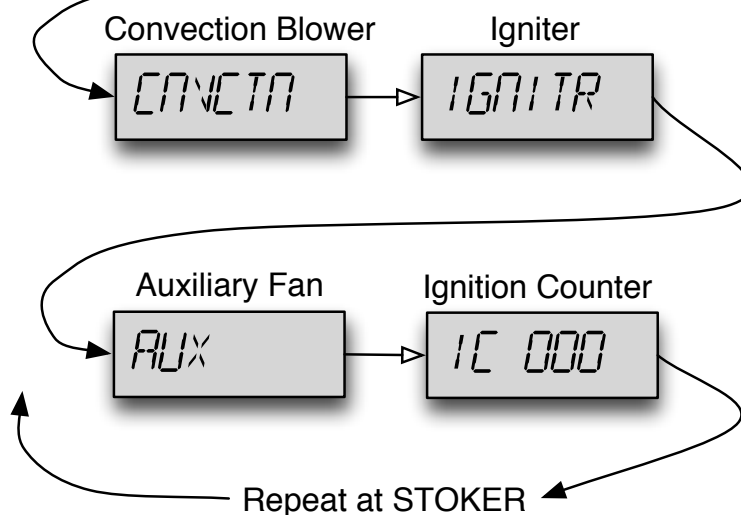 Convection Blower Igniter
CNVCTN IGNITR
Auxiliary Fan Ignition Counter
AUX IC 000
Repeat at STOKER